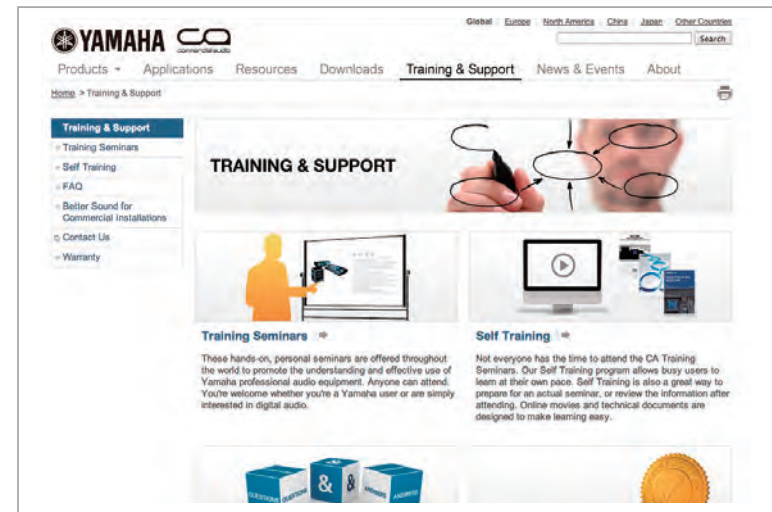 Global Europe North America China Japan Other Countries
YAMAHA CA
commercialaudio
Search
Products Applications Resources Downloads Training & Support News & Events About
Home > Training & Support
Training & Support
Training Seminars
Self Training
FAQ
Better Sound for
Commercial Installations
Contact Us
Warranty
TRAINING & SUPPORT
Training Seminars
These hands-on, personal seminars are offered throughout
the world to promote the understanding and effective use of
Yamaha professional audio equipment. Anyone can attend.
You're welcome whether you're a Yamaha user or are simply
interested in digital audio.
Self Training
Not everyone has the time to attend the CA Training
Seminars. Our Self Training program allows busy users to
learn at their own pace. Self Training is also a great way to
prepare for an actual seminar, or review the information after
attending. Online movies and technical documents are
designed to make learning easy.
& &
QUESTIONS QUESTIONS & ANSWERS ANSWERS